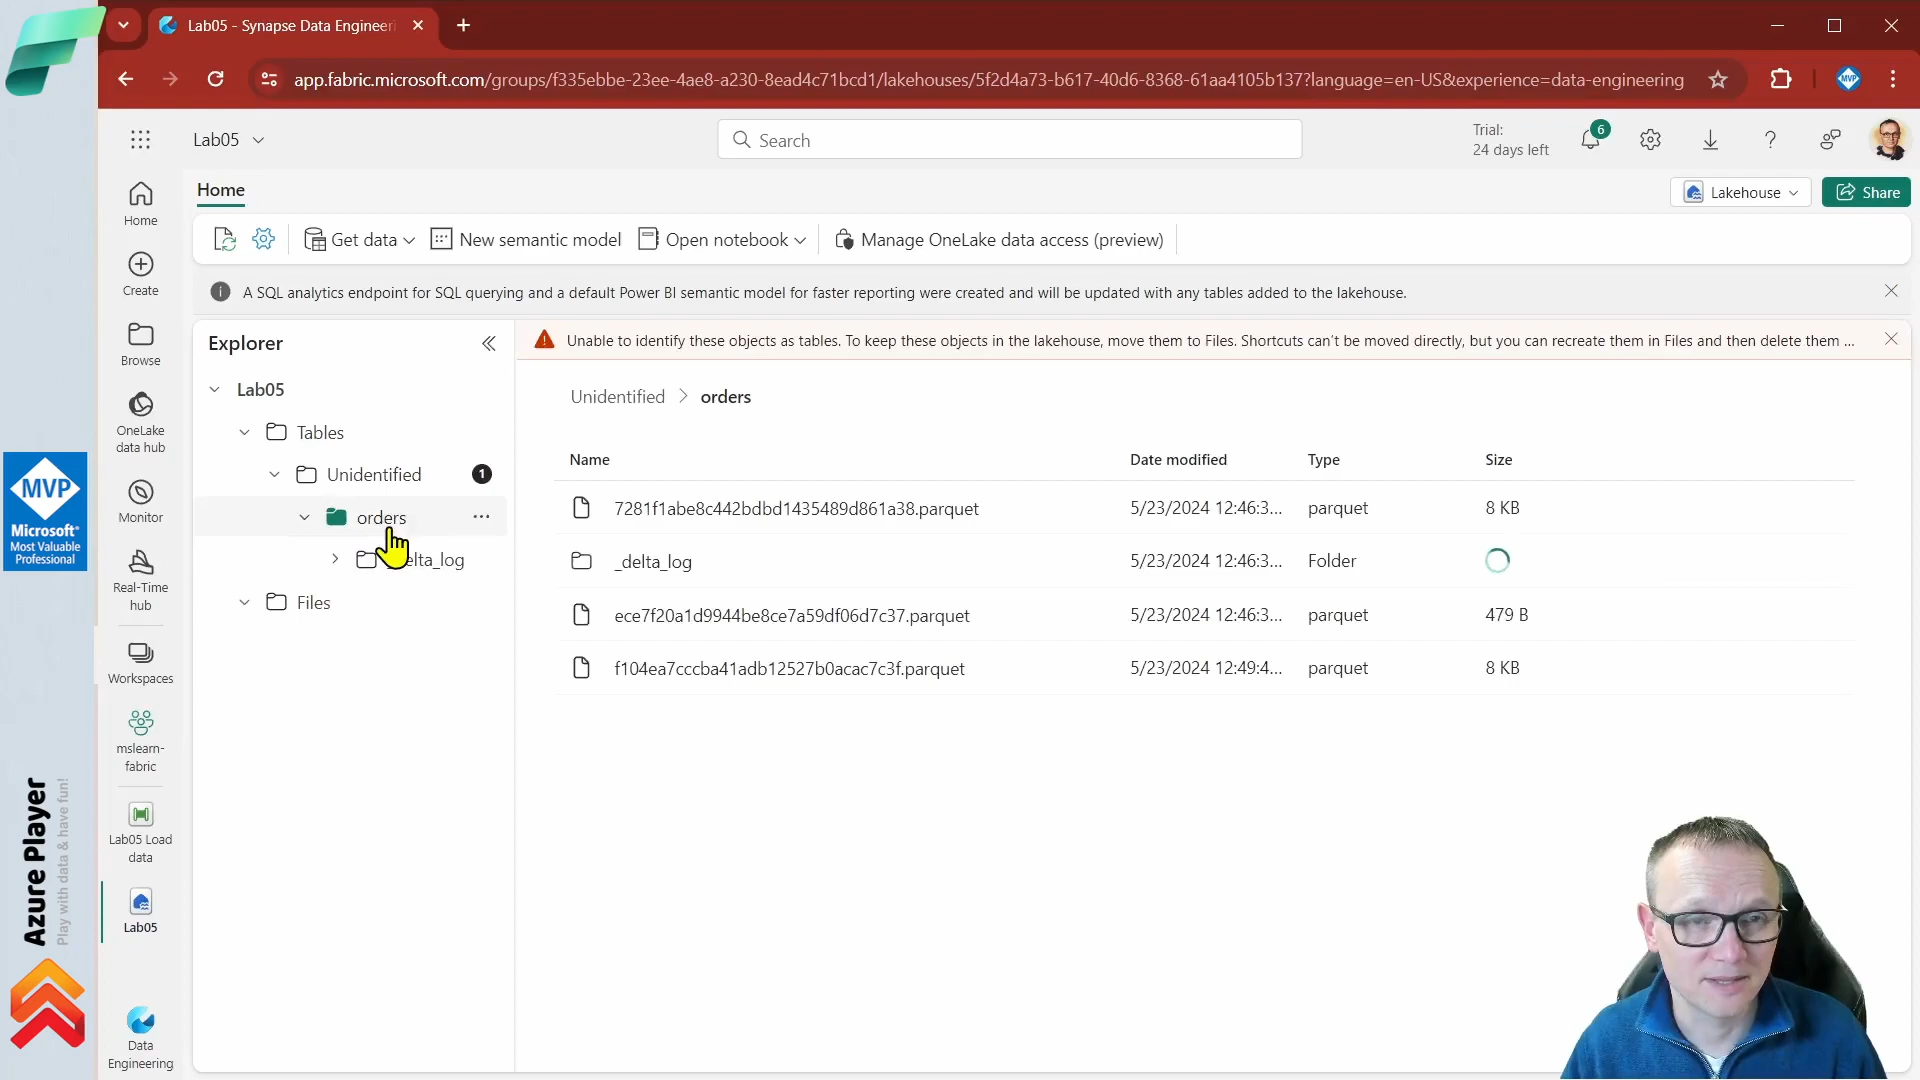 Lab05 - Synapse Data Engineeri
app.fabric.microsoft.com/groups/f335ebbe-23ee-4ae8-a230-8ead4c71bcd1/lakehouses/5f2d4a73-b617-40d6-8368-61aa4105b137?language=en-US&experience=data-engineering
MVP
Lab05
Search
Trial:
24 days left
6
Home
Lakehouse
Share
Get data
New semantic model
Open notebook
Manage OneLake data access (preview)
A SQL analytics endpoint for SQL querying and a default Power BI semantic model for faster reporting were created and will be updated with any tables added to the lakehouse.
Home
Create
Browse
OneLake
data hub
Monitor
Real-Time
hub
Workspaces
mslearn-
fabric
Lab05 Load
data
Lab05
Data
Engineering
Explorer
Lab05
Tables
Unidentified
1
orders
elta_log
Files
Unable to identify these objects as tables. To keep these objects in the lakehouse, move them to Files. Shortcuts can't be moved directly, but you can recreate them in Files and then delete them ...
Unidentified > orders
Name Date modified Type Size
7281f1abe8c442bdbd1435489d861a38.parquet 5/23/2024 12:46:3... parquet 8 KB
_delta_log 5/23/2024 12:46:3... Folder
ece7f20a1d9944be8ce7a59df06d7c37.parquet 5/23/2024 12:46:3... parquet 479 B
f104ea7cccba41adb12527b0acac7c3f.parquet 5/23/2024 12:49:4... parquet 8 KB
MVP
Microsoft®
Most Valuable
Professional
Azure Player
Play with data & have fun!